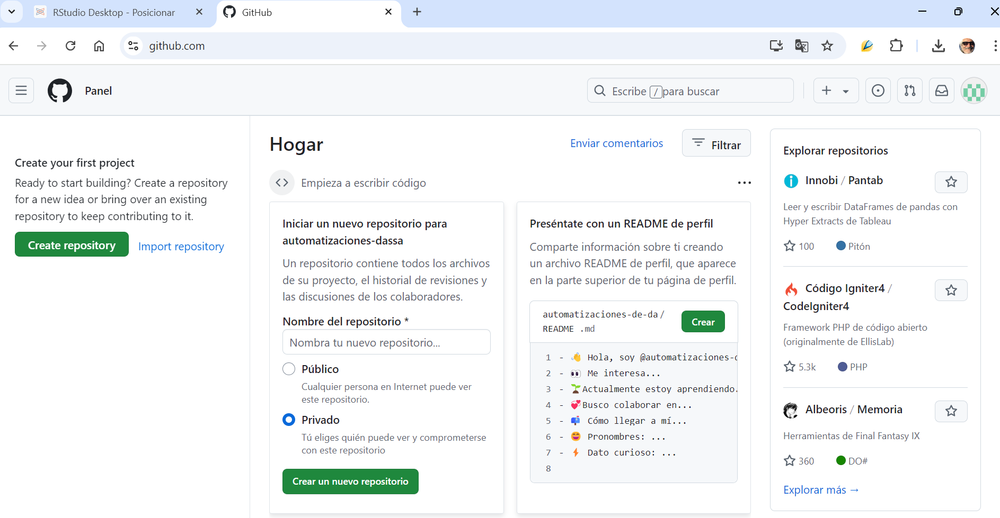 RStudio Desktop - Posicionar
GitHub
github.com
Panel
Escribe / para buscar
Create your first project
Ready to start building? Create a repository
for a new idea or bring over an existing
repository to keep contributing to it.
Create repository
Import repository
Hogar
Enviar comentarios
Filtrar
Empieza a escribir código
Iniciar un nuevo repositorio para
automatizaciones-dassa
Un repositorio contiene todos los archivos
de su proyecto, el historial de revisiones y
las discusiones de los colaboradores.
Nombre del repositorio *
Nombra tu nuevo repositorio...
Público
Cualquier persona en Internet puede ver
este repositorio.
Privado
Tú eliges quién puede ver y comprometerse
con este repositorio
Crear un nuevo repositorio
Preséntate con un README de perfil
Comparte información sobre ti creando
un archivo README de perfil, que aparece
en la parte superior de tu página de perfil.
automatizaciones-de-da /
README .md
Crear
1 - 👋 Hola, soy @automatizaciones-d
2 - 👀 Me interesa...
3 - 🌱Actualmente estoy aprendiendo.
4 - 💞️Busco colaborar en...
5 - 📫 Cómo llegar a mí...
6 - 😄 Pronombres: ...
7 - ⚡ Dato curioso: ...
8
Explorar repositorios
Innobi / Pantab
Leer y escribir DataFrames de pandas con
Hyper Extracts de Tableau
100 Pitón
Código Igniter4 /
CodeIgniter4
Framework PHP de código abierto
(originalmente de EllisLab)
5.3k PHP
Albeoris / Memoria
Herramientas de Final Fantasy IX
360 DO#
Explorar más →